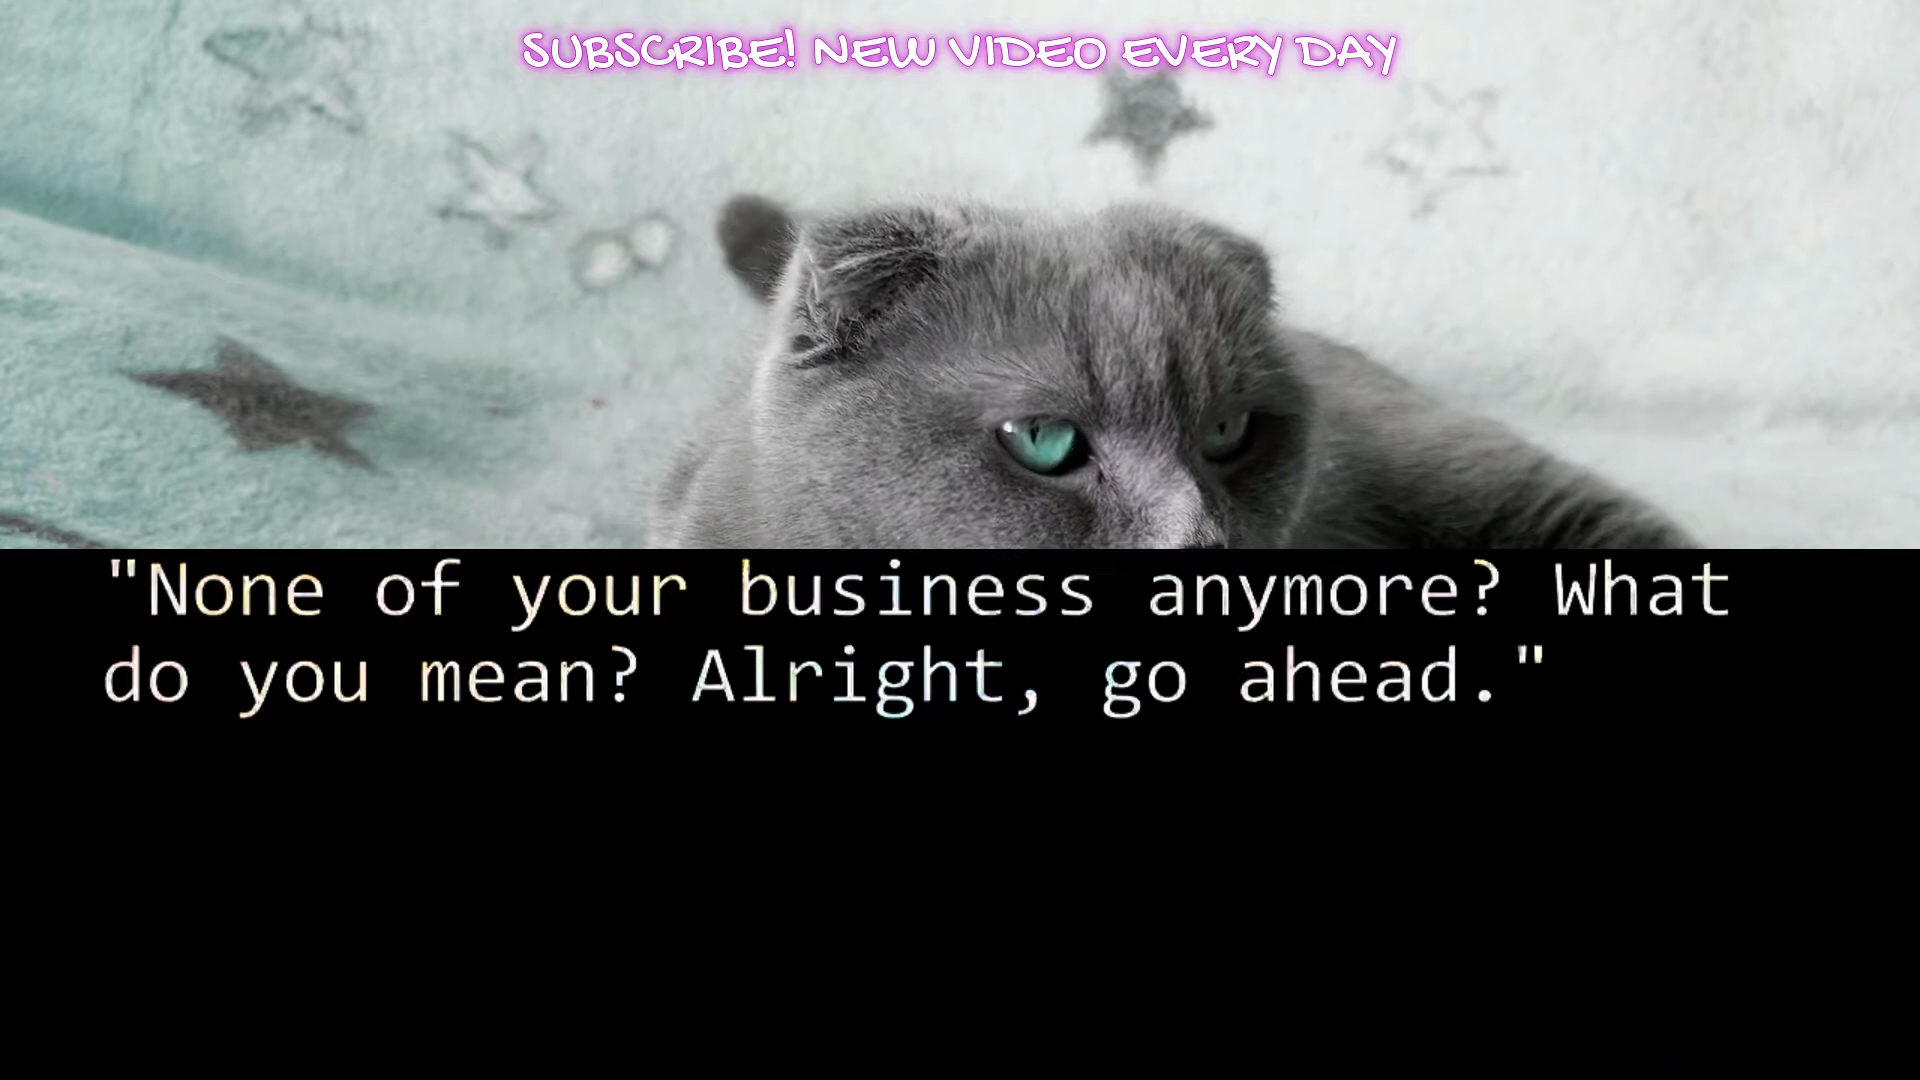 SUBSCRIBE! NEW VIDEO EVERY DAY
"None of your business anymore? What
do you mean? Alright, go ahead."